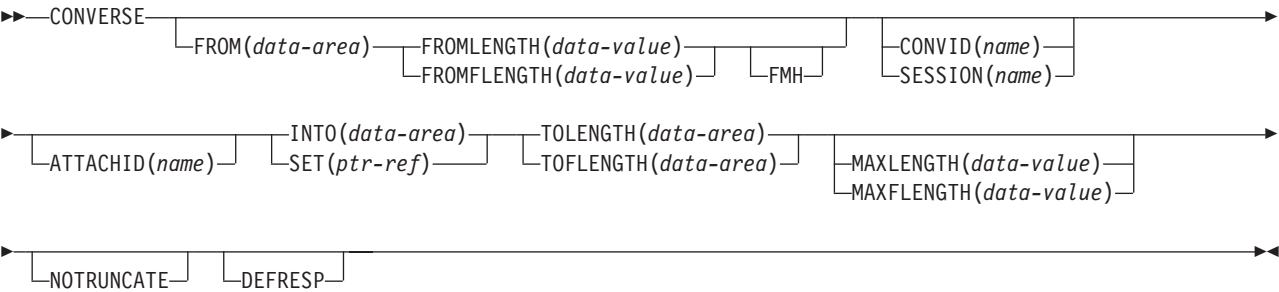 CONVERSE
FROM(data-area) FROMLENGTH(data-value) CONVID(name)
FROMFLENGTH(data-value) FMH SESSION(name)
INTO(data-area) TOLENGTH(data-area)
ATTACHID(name) SET(ptr-ref) TOFLENGTH(data-area) MAXLENGTH(data-value)
MAXFLENGTH(data-value)
NOTRUNCATE DEFRESP